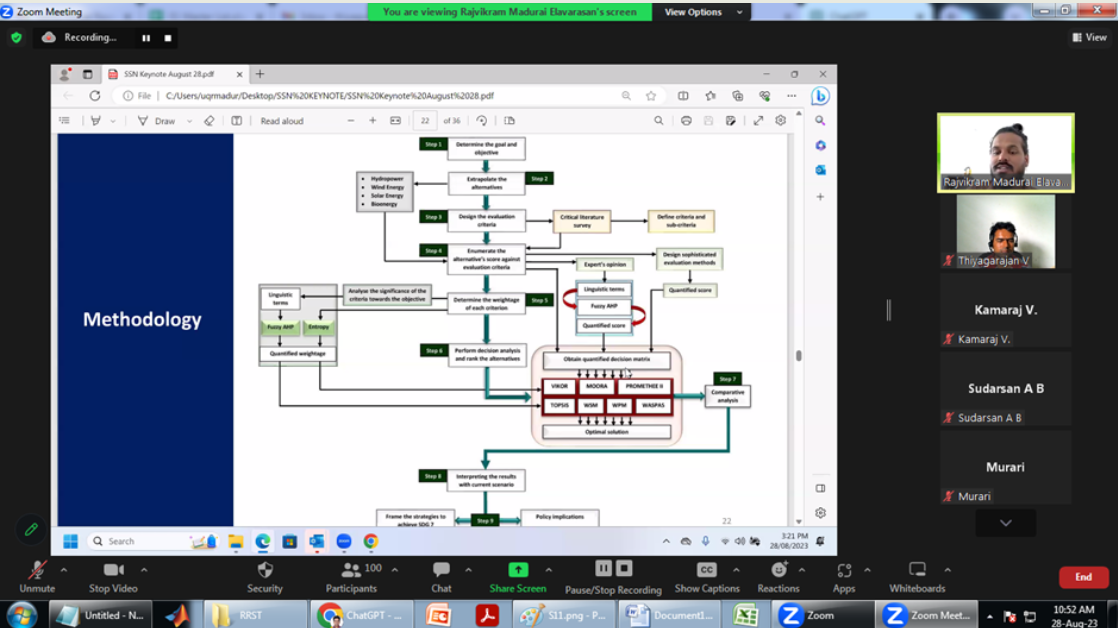 Zoom Meeting
You are viewing Rajvikram Madurai Elavarasan's screen
View Options
Recording...
View
SSN Keynote August 28.pdf
File
C:/Users/uqrmadur/Desktop/SSN%20KEYNOTE/SSN%20Keynote%20August%2028.pdf
Draw
Read aloud
22
of 36
Methodology
Step 1
Determine the goal and
objective
Hydropower
Wind Energy
Solar Energy
Bioenergy
Extrapolate the
alternatives
Step 2
Step 3
Design the evaluation
criteria
Critical literature
survey
Define criteria and
sub-criteria
Step 4
Enumerate the
alternative's score against
evaluation criteria
Expert's opinion
Design sophisticated
evaluation methods
Linguistic terms
Fuzzy AHP
Quantified score
Quantified score
Linguistic
terms
Analyse the significance of the
criteria towards the objective
Determine the weightage
of each criterion
Step 5
Fuzzy AHP
Entropy
Quantified weightage
Step 6
Perform decision analysis
and rank the alternatives
Obtain quantified decision matrix
VIKOR
MOORA
PROMETHEE II
TOPSIS
WSM
WPM
WASPAS
Optimal solution
Step 7
Comparative
analysis
Step 8
Interpreting the results
with current scenario
Frame the strategies to
achieve SDG 7
Step 9
Policy implications
22
Search
3:21 PM
28/08/2023
Rajvikram Madurai Elava...
Thiyagarajan V
Kamaraj V.
Kamaraj V.
Sudarsan A B
Sudarsan A B
Murari
Murari
Unmute
Stop Video
Security
100
Participants
Chat
Share Screen
Pause/Stop Recording
CC
Show Captions
Reactions
Apps
Whiteboards
End
Untitled - N...
RRST
ChatGPT - ...
S11.png - P...
Document1...
Zoom
Zoom Meet...
10:52 AM
28-Aug-23